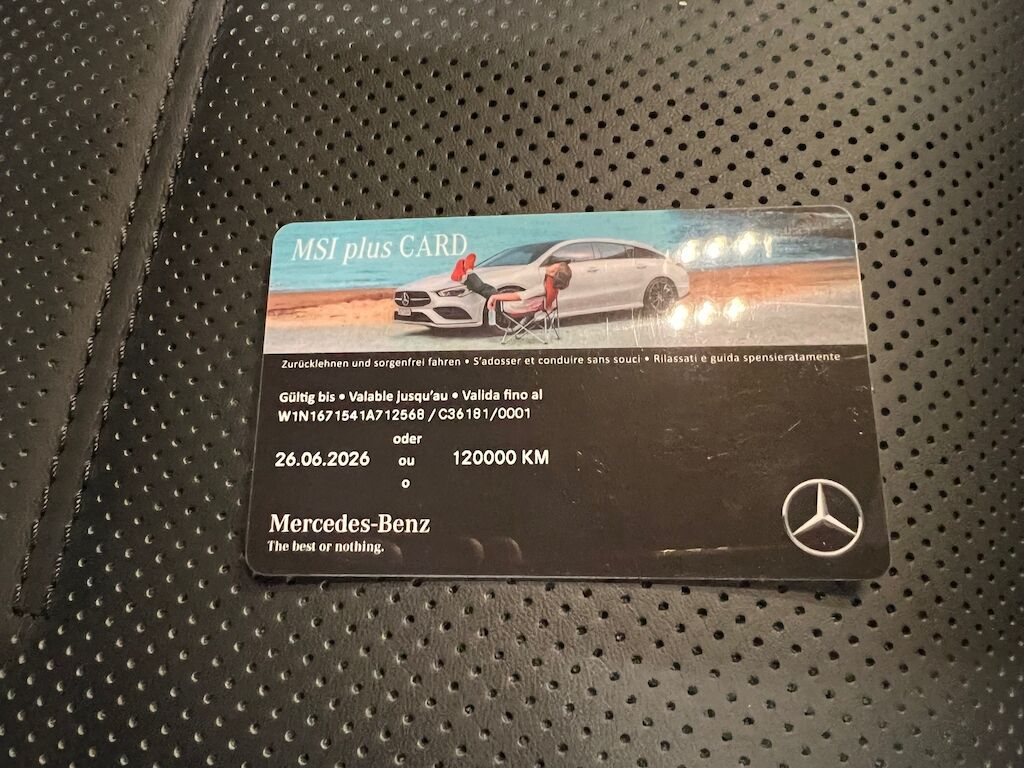 MSI plus CARD
Zurücklehnen und sorgenfrei fahren • S'adosser et conduire sans souci • Rilassati e guida spensieratamente
Gültig bis • Valable jusqu'au • Valida fino al
W1N1671541A712568 / C36181/0001
oder
26.06.2026 ou 120000 KM
o
Mercedes-Benz
The best or nothing.